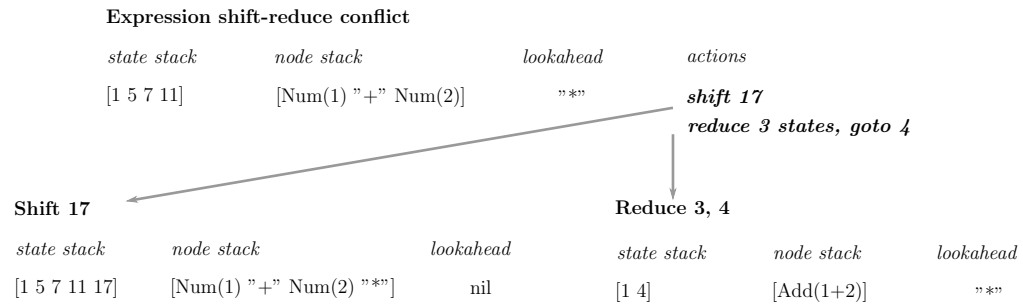 Expression shift-reduce conflict
state stack node stack lookahead actions
[1 5 7 11] [Num(1) ”+” Num(2)] ”*” shift 17
reduce 3 states, goto 4
Shift 17
state stack node stack lookahead
[1 5 7 11 17] [Num(1) ”+” Num(2) ”*”] nil
Reduce 3, 4
state stack node stack lookahead
[1 4] [Add(1+2)] ”*”